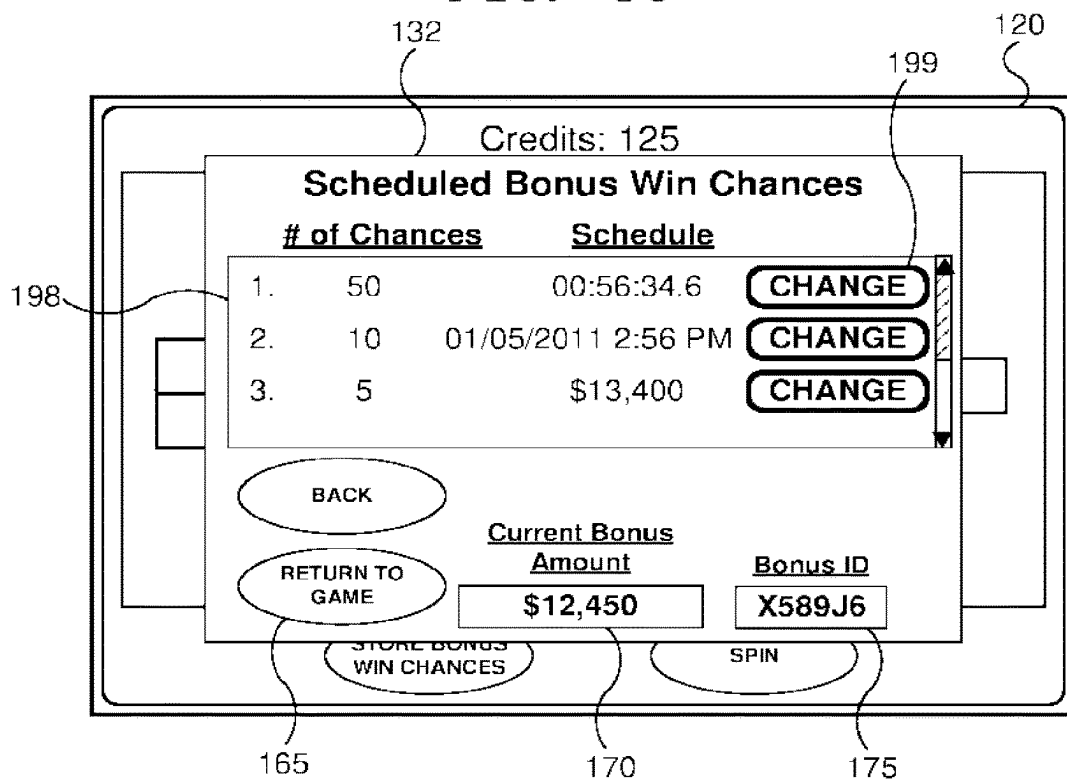 132
120
199
Credits: 125
Scheduled Bonus Win Chances
# of Chances Schedule
198
1. 50 00:56:34.6 CHANGE
2. 10 01/05/2011 2:56 PM CHANGE
3. 5 $13,400 CHANGE
BACK
Current Bonus
Amount
Bonus ID
RETURN TO
GAME
$12,450
X589J6
STORE BONUS
WIN CHANCES
SPIN
165
170
175